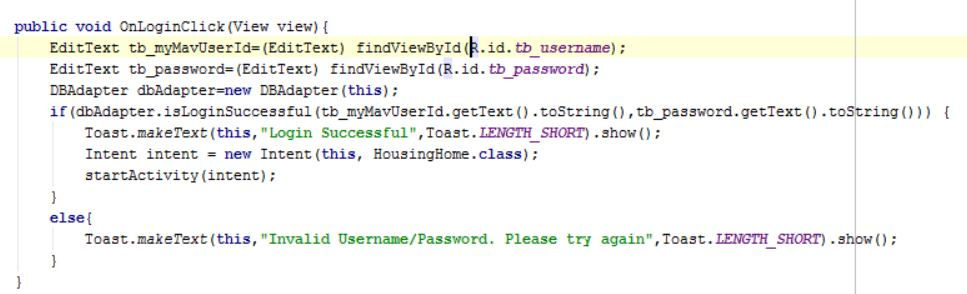 public void OnLoginClick(View view){
EditText tb_myMavUserId=(EditText) findViewById(R.id.tb_username);
EditText tb_password=(EditText) findViewById(R.id.tb_password);
DBAdapter dbAdapter=new DBAdapter(this);
if(dbAdapter.isLoginSuccessful(tb_myMavUserId.getText().toString(),tb_password.getText().toString())) {
Toast.makeText(this,"Login Successful",Toast.LENGTH_SHORT).show();
Intent intent = new Intent(this, HousingHome.class);
startActivity(intent);
}
else{
Toast.makeText(this,"Invalid Username/Password. Please try again",Toast.LENGTH_SHORT).show();
}
}